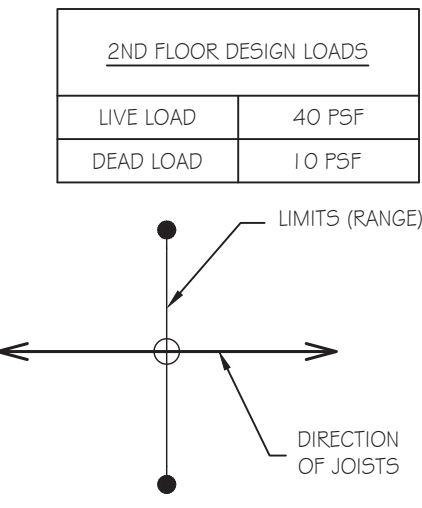 2ND FLOOR DESIGN LOADS
LIVE LOAD 40 PSF
DEAD LOAD 10 PSF
LIMITS (RANGE)
DIRECTION
OF JOISTS